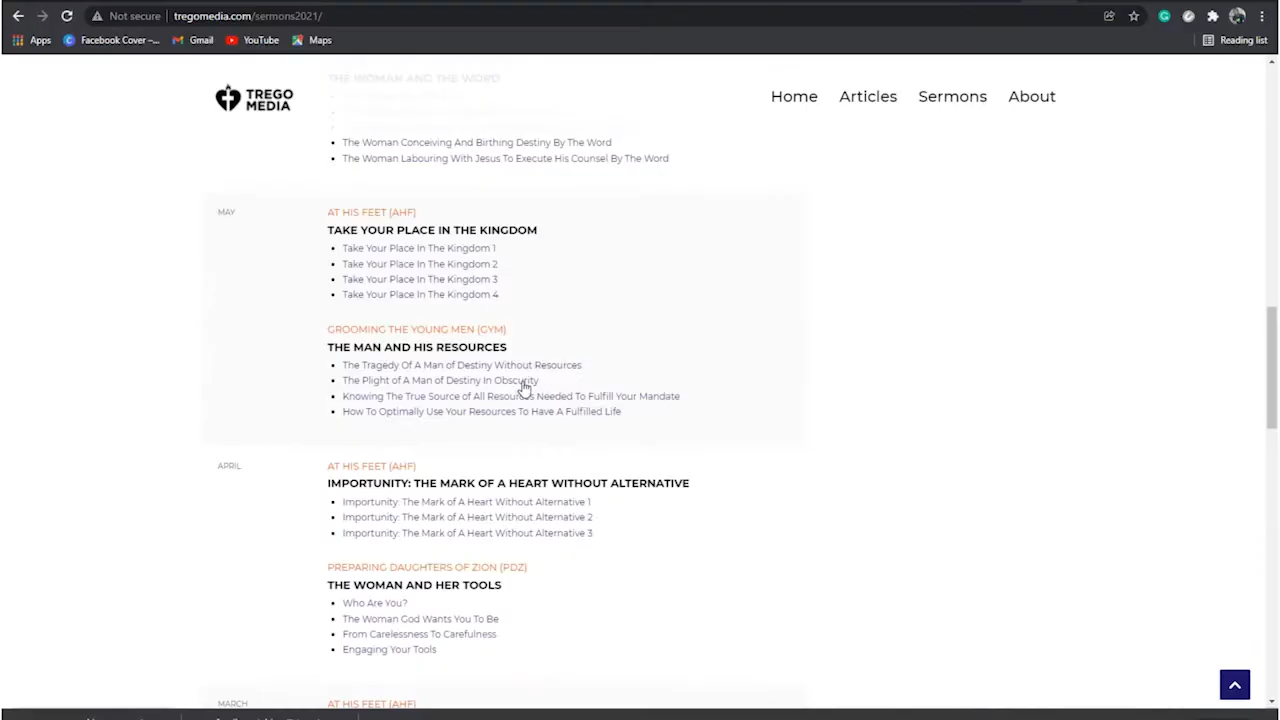 Not secure
tregomedia.com/sermons2021/
Apps
Facebook Cover –...
Gmail
YouTube
Maps
Reading list
THE WOMAN AND THE WORD
TREGO
MEDIA
Home
Articles
Sermons
About
The Woman Conceiving And Birthing Destiny By The Word
The Woman Labouring With Jesus To Execute His Counsel By The Word
MAY
AT HIS FEET (AHF)
TAKE YOUR PLACE IN THE KINGDOM
Take Your Place In The Kingdom 1
Take Your Place In The Kingdom 2
Take Your Place In The Kingdom 3
Take Your Place In The Kingdom 4
GROOMING THE YOUNG MEN (GYM)
THE MAN AND HIS RESOURCES
The Tragedy Of A Man of Destiny Without Resources
The Plight of A Man of Destiny In Obscurity
Knowing The True Source of All Resources Needed To Fulfill Your Mandate
How To Optimally Use Your Resources To Have A Fulfilled Life
APRIL
AT HIS FEET (AHF)
IMPORTUNITY: THE MARK OF A HEART WITHOUT ALTERNATIVE
Importunity: The Mark of A Heart Without Alternative 1
Importunity: The Mark of A Heart Without Alternative 2
Importunity: The Mark of A Heart Without Alternative 3
PREPARING DAUGHTERS OF ZION (PDZ)
THE WOMAN AND HER TOOLS
Who Are You?
The Woman God Wants You To Be
From Carelessness To Carefulness
Engaging Your Tools
MARCH
AT HIS FEET (AHF)